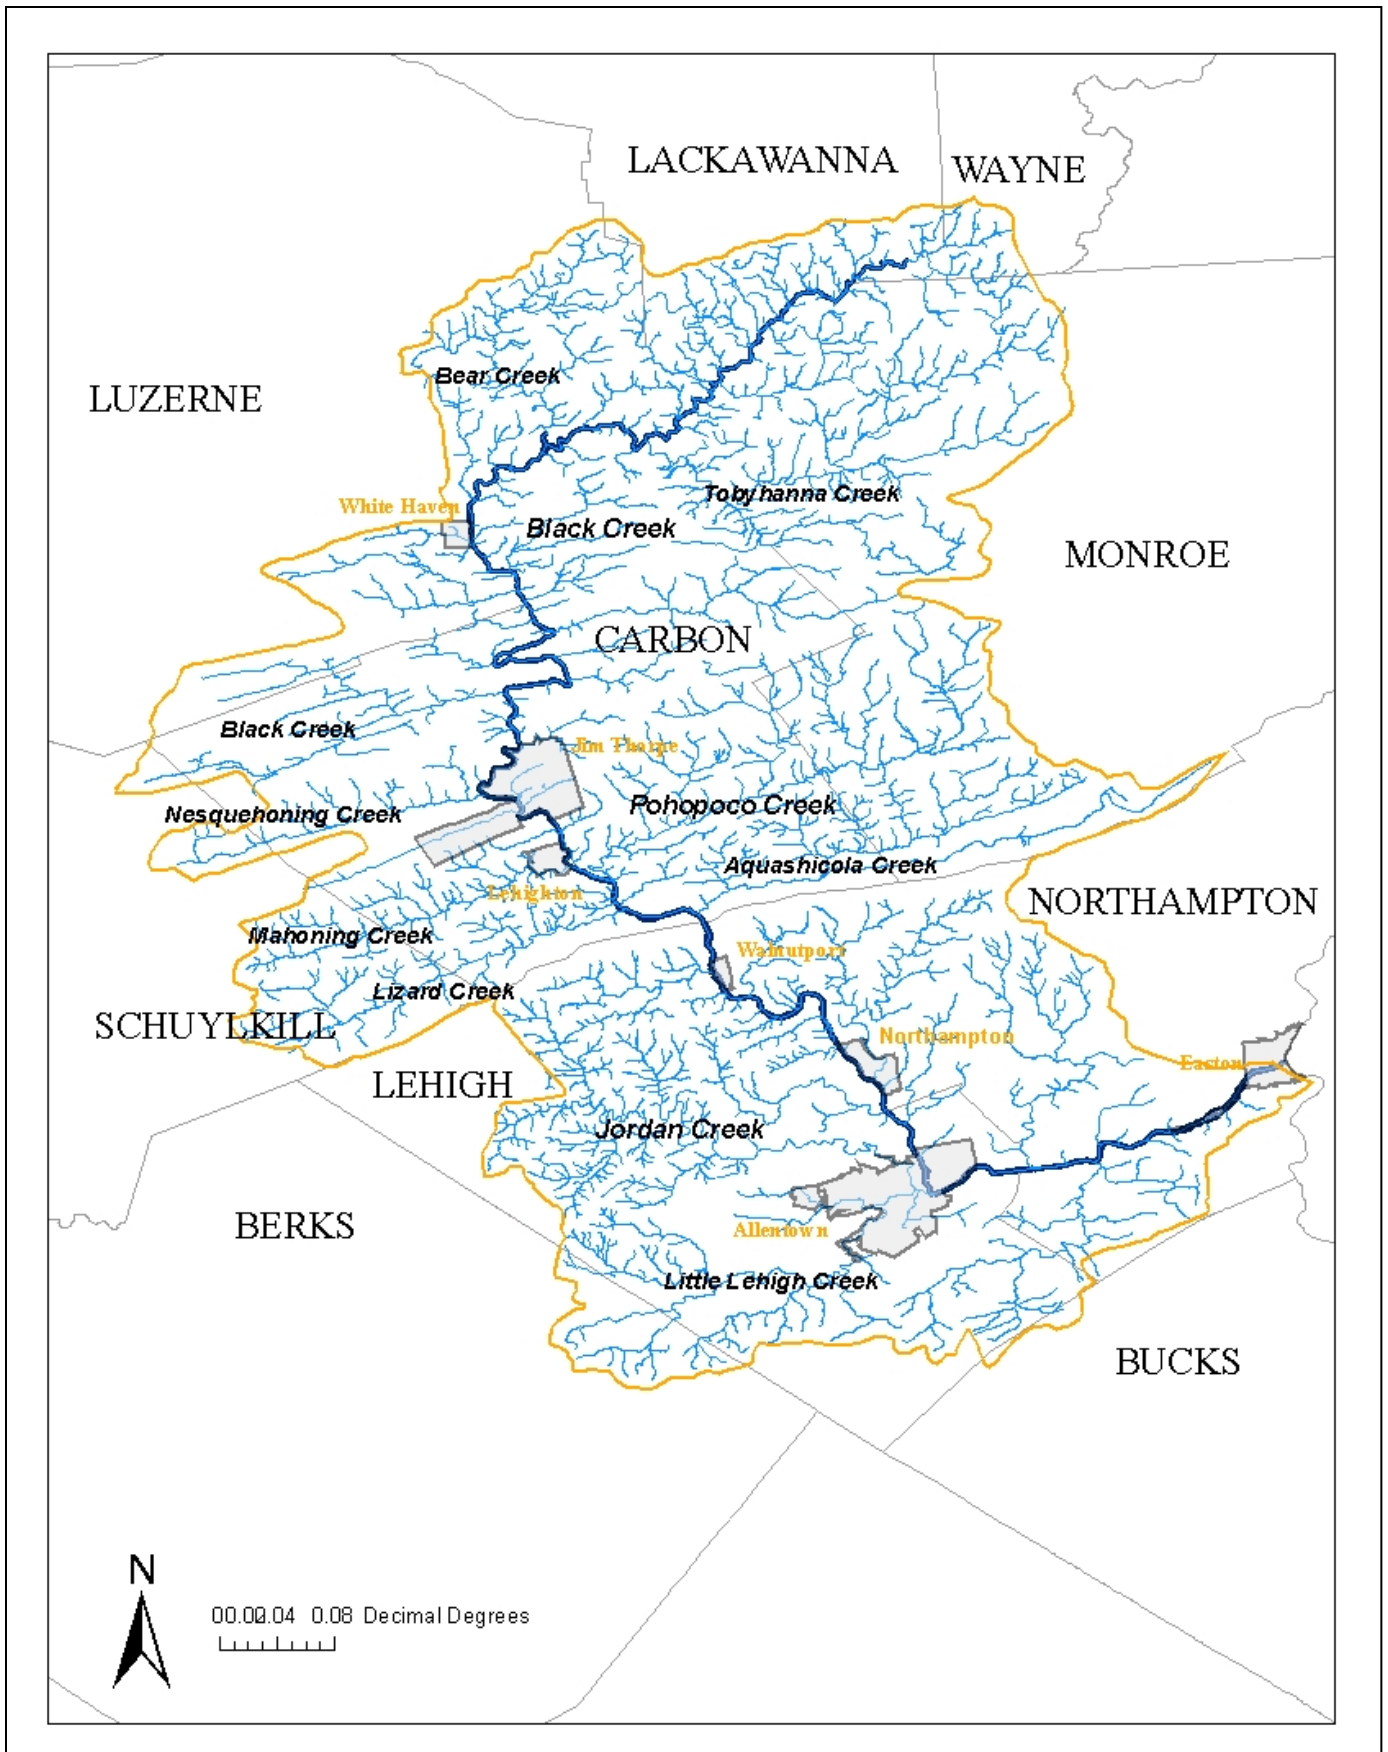 LACKAWANNA
WAYNE
Bear Creek
LUZERNE
Tobyhanna Creek
White Haven
Black Creek
MONROE
CARBON
Black Creek
Jim Thorpe
Pohopoco Creek
Nesquehoning Creek
Aquashicola Creek
Lehighton
NORTHAMPTON
Mahoning Creek
Walnutport
Lizard Creek
SCHUYLKILL
Northampton
Easton
LEHIGH
Jordan Creek
BERKS
Allentown
Little Lehigh Creek
BUCKS
N
0.08 Decimal Degrees